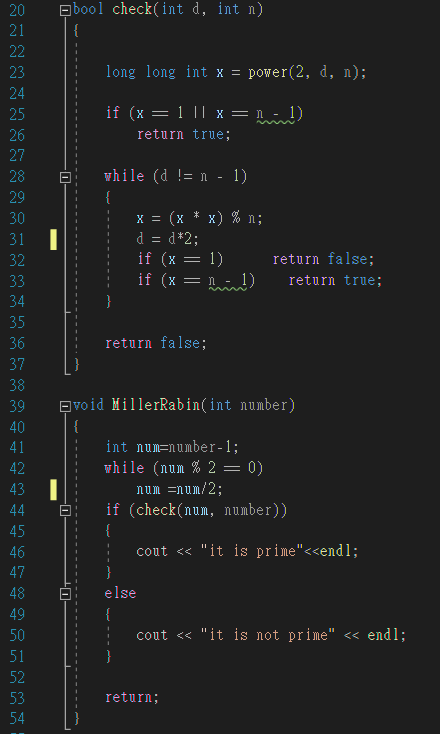 20 bool check(int d, int n)
21 {
22
23 long long int x = power(2, d, n);
24
25 if (x == 1 || x == n - 1)
26 return true;
27
28 while (d != n - 1)
29 {
30 x = (x * x) % n;
31 d = d*2;
32 if (x == 1) return false;
33 if (x == n - 1) return true;
34 }
35
36 return false;
37 }
38
39 void MillerRabin(int number)
40 {
41 int num=number-1;
42 while (num % 2 == 0)
43 num =num/2;
44 if (check(num, number))
45 {
46 cout << "it is prime"<<endl;
47 }
48 else
49 {
50 cout << "it is not prime" << endl;
51 }
52
53 return;
54 }